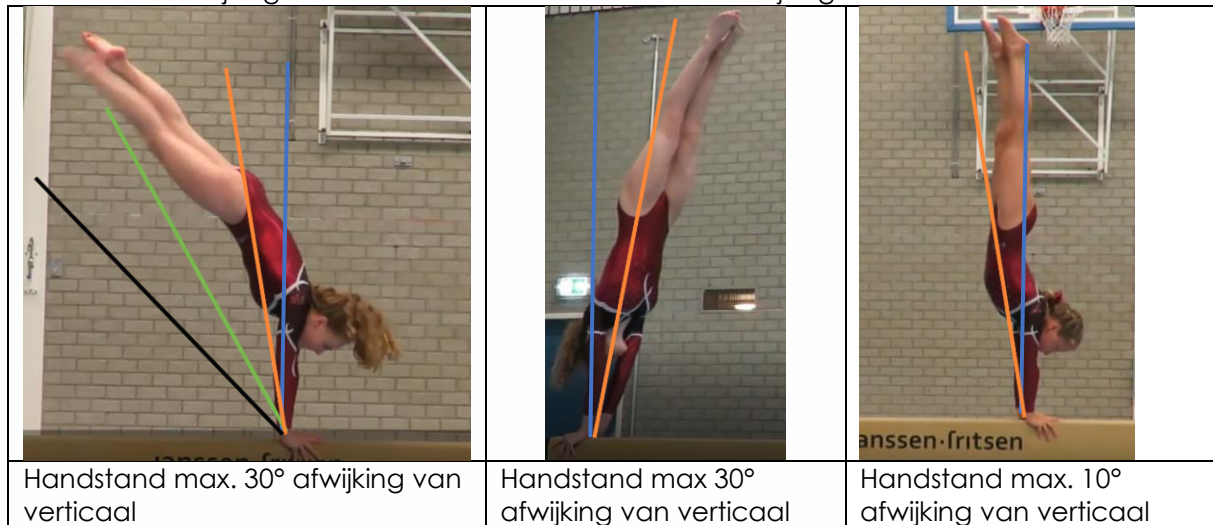 anssen·fritsen
Handstand max. 30° afwijking van
verticaal
Handstand max 30°
afwijking van verticaal
Handstand max. 10°
afwijking van verticaal